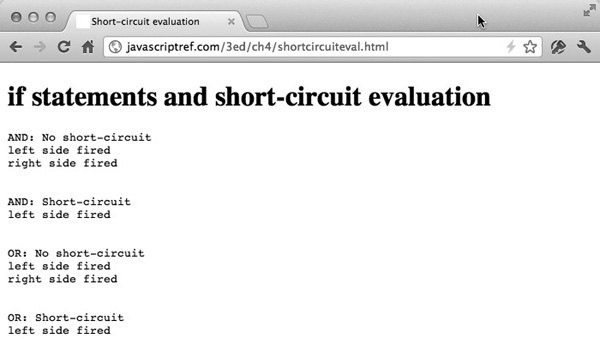 Short-circuit evaluation
javascriptref.com/3ed/ch4/shortcircuiteval.html
if statements and short-circuit evaluation
AND: No short-circuit
left side fired
right side fired
AND: Short-circuit
left side fired
OR: No short-circuit
left side fired
right side fired
OR: Short-circuit
left side fired